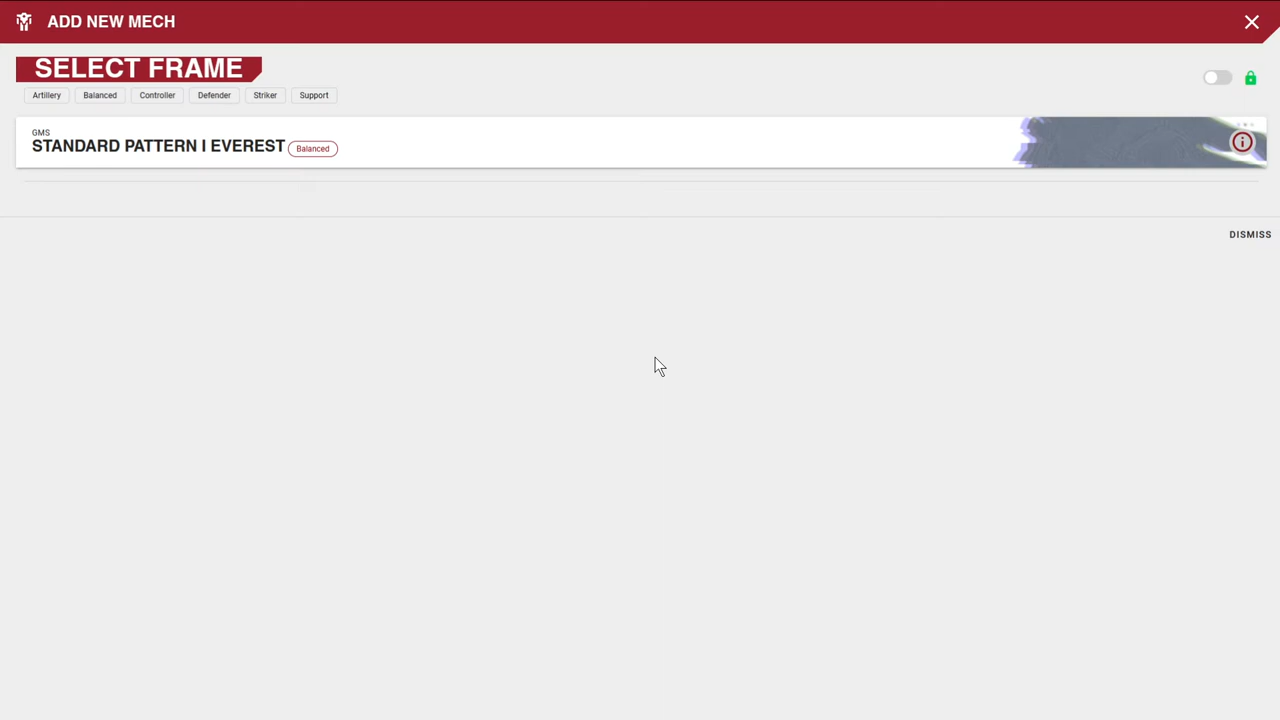 ADD NEW MECH
SELECT FRAME
Artillery Balanced Controller Defender Striker Support
GMS
STANDARD PATTERN I EVEREST Balanced
DISMISS